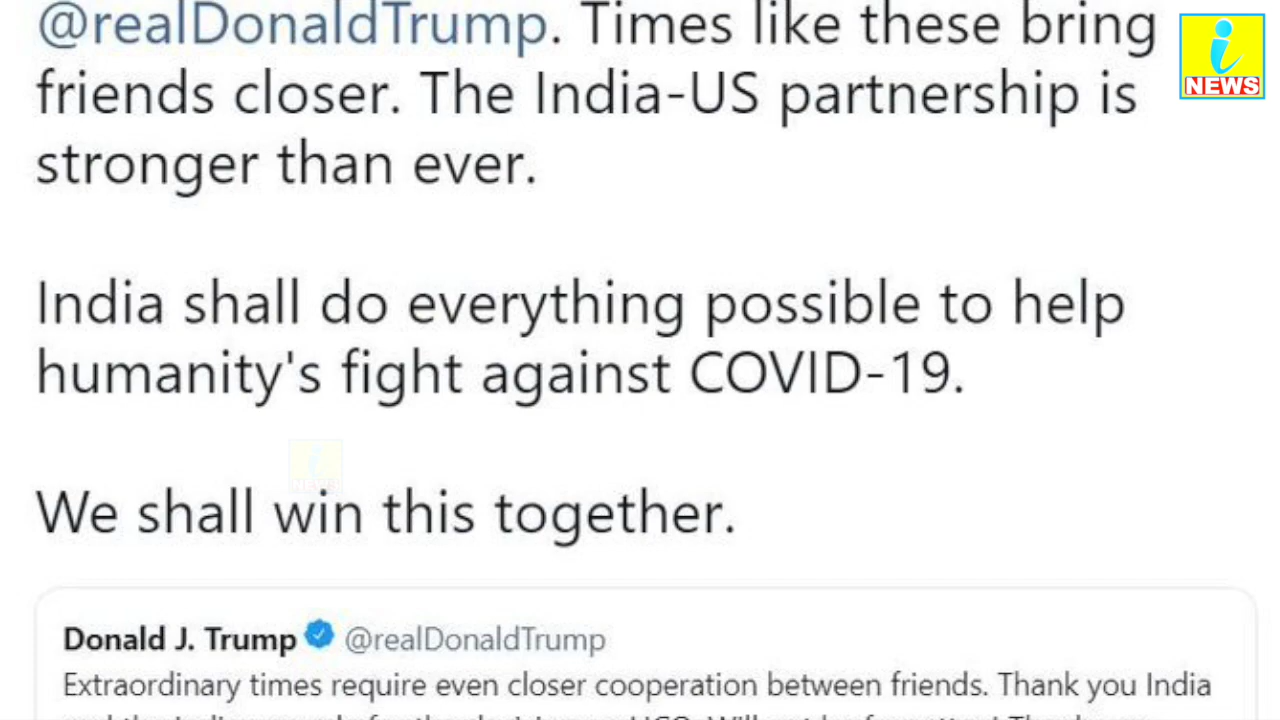 @realDonaldTrump. Times like these bring
friends closer. The India-US partnership is
stronger than ever.
India shall do everything possible to help
humanity's fight against COVID-19.
We shall win this together.
Donald J. Trump @realDonaldTrump
Extraordinary times require even closer cooperation between friends. Thank you India
i
NEWS
i
NEWS